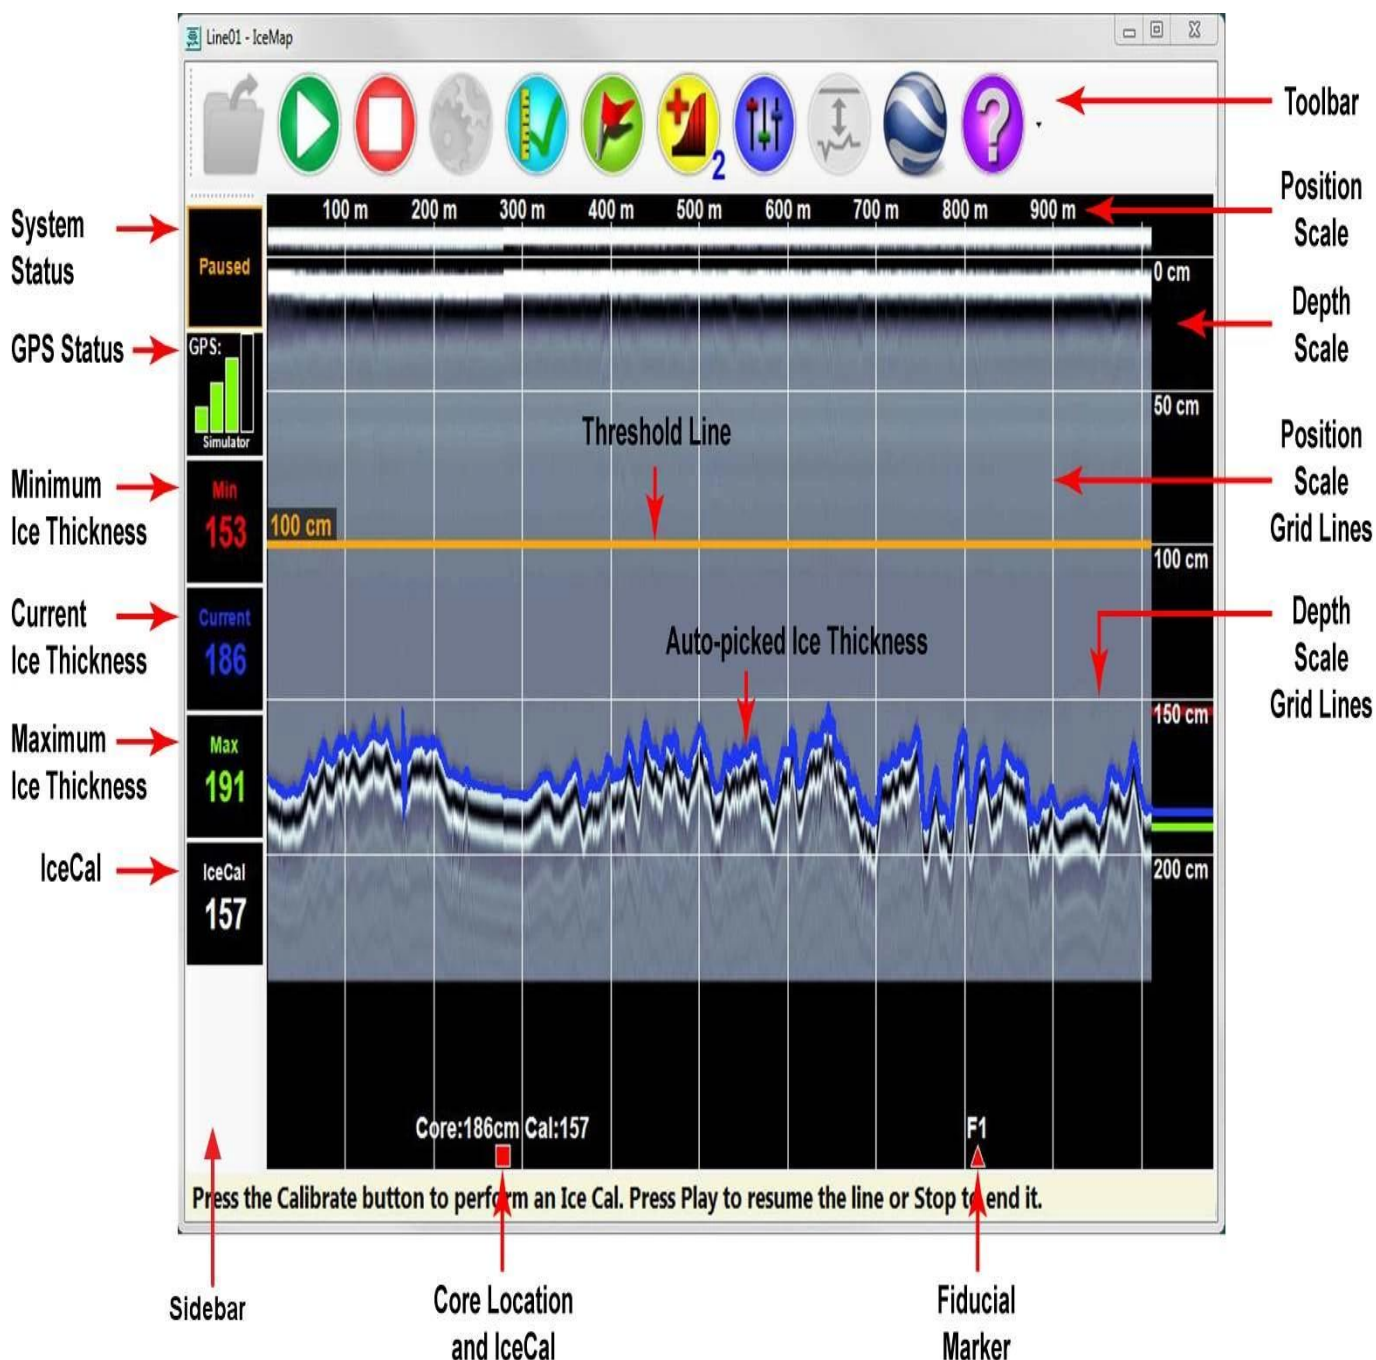 Line01 - IceMap
2
Toolbar
Position
Scale
100 m 200 m 300 m 400 m 500 m 600 m 700 m 800 m 900 m
System
Status
Paused
0 cm
Depth
Scale
GPS Status
GPS:
Simulator
50 cm
Threshold Line
Position
Scale
Grid Lines
Minimum
Ice Thickness
Min
153
100 cm
100 cm
Current
Ice Thickness
Current
186
Auto-picked Ice Thickness
Depth
Scale
Grid Lines
150 cm
Maximum
Ice Thickness
Max
191
IceCal
IceCal
157
200 cm
Core:186cm Cal:157
F1
Press the Calibrate button to perform an Ice Cal. Press Play to resume the line or Stop to end it.
Sidebar
Core Location
and IceCal
Fiducial
Marker